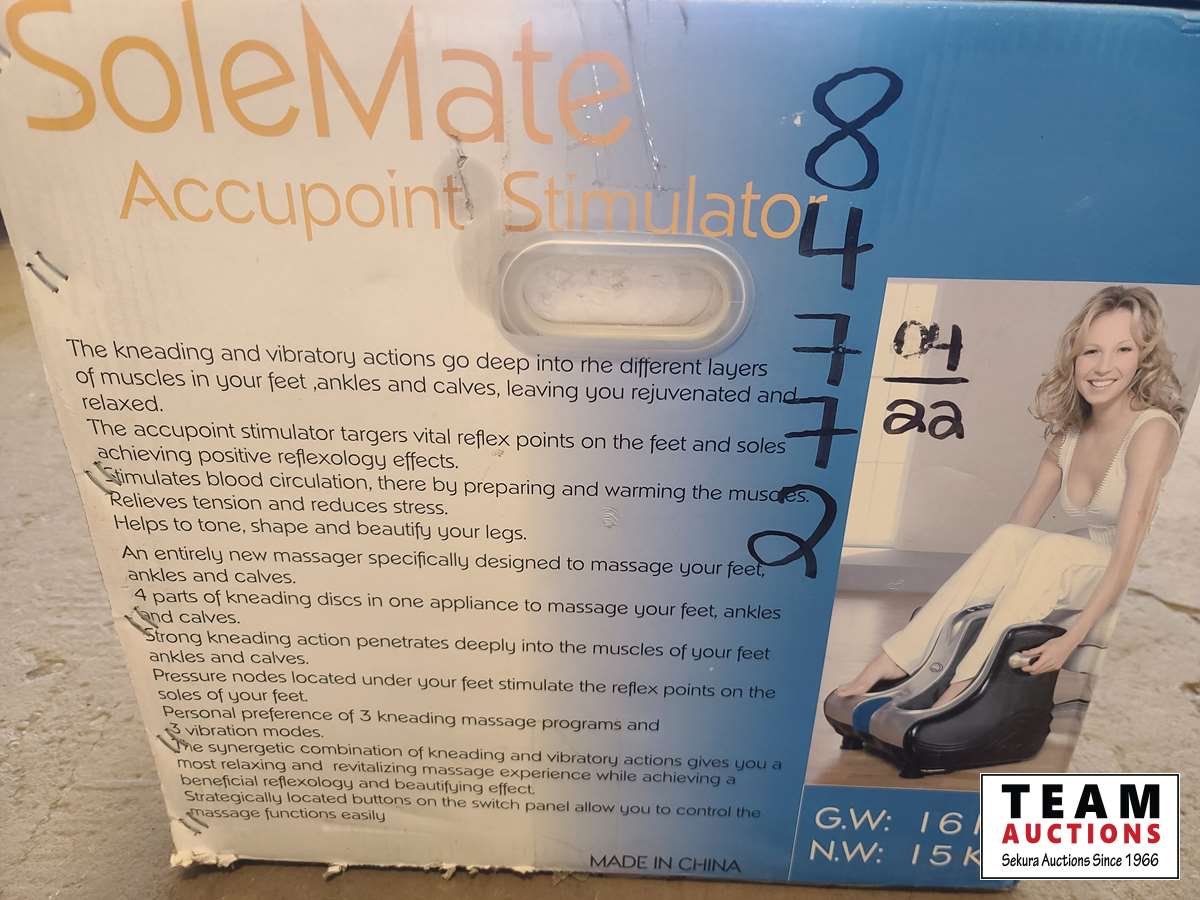 SoleMate
Accupoint Stimulator
8
4
7
7
2
04
22
The kneading and vibratory actions go deep into rhe different layers
of muscles in your feet ,ankles and calves, leaving you rejuvenated and
relaxed.
The accupoint stimulator targers vital reflex points on the feet and soles
achieving positive reflexology effects.
Stimulates blood circulation, there by preparing and warming the muscles.
Relieves tension and reduces stress.
Helps to tone, shape and beautify your legs.
An entirely new massager specifically designed to massage your feet,
ankles and calves.
4 parts of kneading discs in one appliance to massage your feet, ankles
and calves.
Strong kneading action penetrates deeply into the muscles of your feet
ankles and calves.
Pressure nodes located under your feet stimulate the reflex points on the
soles of your feet.
Personal preference of 3 kneading massage programs and
3 vibration modes.
The synergetic combination of kneading and vibratory actions gives you a
most relaxing and revitalizing massage experience while achieving a
beneficial reflexology and beautifying effect.
Strategically located buttons on the switch panel allow you to control the
massage functions easily
MADE IN CHINA
G.W: 16
N.W: 15 K
TEAM
AUCTIONS
Sekura Auctions Since 1966